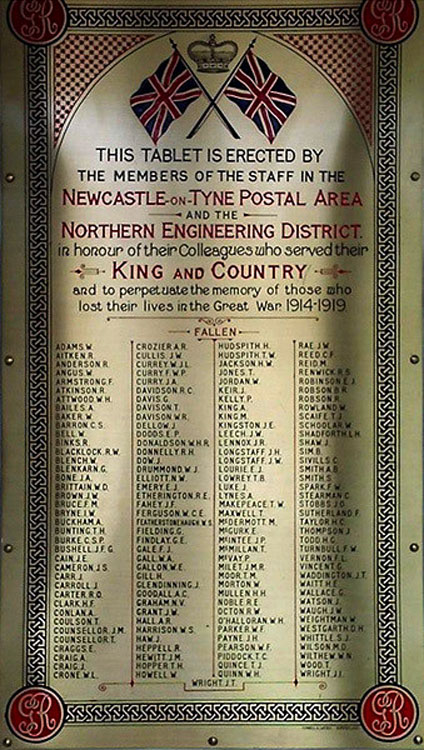 THIS TABLET IS ERECTED BY
THE MEMBERS OF THE STAFF IN THE
NEWCASTLE-ON-TYNE POSTAL AREA
AND THE
NORTHERN ENGINEERING DISTRICT.
in honour of their Colleagues who served their
KING AND COUNTRY
and to perpetuate the memory of those who
lost their lives in the Great War. 1914-1919.
FALLEN
ADAMS.W.
AITKEN.R.
ANDERSON.R.
ANGUS.W.
ARMSTRONG.F.
ATKINSON.R.
ATTWOOD.W.H.
BAILES.A.
BAKER.W.
BARRON.C.S.
BELL.W.
BINKS.R.
BLACKLOCK.R.W.
BLENCH.W.
BLENKARN.G.
BONE.J.A.
BRITTAIN.W.D.
BROWN.J.W.
BRUCE.F.M.
BRYNE.I.W.
BUCKHAM.A.
BUNTING.T.H.
BURKE.C.S.P.
BUSHELL.J.F.G.
CAIN.J.E.
CAMERON.J.S.
CARR.J.
CARROLL.J.
CARTER.R.O.
CLARK.H.F.
CONLAN.A.
COULSON.T.
COUNSELLOR.J.M.
COUNSELLOR.T.
CRAGGS.E.
CRAIG.A.
CRAIG.J.
CRONE.W.L.
CROZIER.A.R.
CULLIS.J.W.
CURREY.W.J.L.
CURRY.F.W.P.
CURRY.J.A.
DAVIDSON.R.C.
DAVIS.G.
DAVISON.T.
DAVISON.W.R.
DELLOW.J.
DODDS.E.P.
DONALDSON.W.H.R.
DONNELLY.R.H.
DOW.J.
DRUMMOND.W.J.
ELLIOTT.N.W.
EMERY.E.J.
ETHERINGTON.R.E.
FAHEY.J.F.
FERGUSON.W.C.E.
FEATHERSTONEHAUGH.W.S.
FIELDING.G.
FINDLAY.G.E.
GALE.F.J.
GALL.W.A.
GALLON.W.E.
GILL.H.
GLENDINNING.J.
GOODALL.A.C.
GRAHAM.N.V.
GRANT.J.W.
HALL.A.R.
HARRISON.W.S.
HAW.J.
HEPPELL.R.
HEWITT.J.M.
HOPPER.T.H.
HOWELL.W.
HUDSPITH.H.
HUDSPITH.T.W.
JACKSON.H.W.
JONES.T.
JORDAN.W.
KEIR.J.
KELLY.P.
KING.A.
KING.M.
KINGSTON.J.E.
LEECH.J.W.
LENNOX.J.R.
LONGSTAFF.J.H.
LONGSTAFF.J.W.
LOURIE.E.J.
LOWREY.T.B.
LUKE.J.
LYNES.A.
MAKEPEACE.T.W.
MAXWELL.T.
McDERMOTT.M.
McGURK.E.
McINTEE.J.P.
McMILLAN.T.
McVAY.P.
MILET.J.M.R.
MOOR.T.M.
MORTON.W.
MULLEN.H.H.
NOBLE.R.E.
OCTON.R.W.
O'HALLORAN.W.H.
PARKER.W.F.
PAYNE.J.H.
PEARSON.W.F.
PIDDOCK.T.C.
QUINCE.T.J.
QUINN.W.H.
RAE.J.W.
REED.C.F.
REID.M.
RENWICK.R.S.
ROBINSON.E.J.
ROBSON.B.R.
ROBSON.R.
ROWLAND.W.
SCAIFE.T.J.
SCHOOLAR.W.
SHADFORTH.L.H.
SHAW.J.
SIM.B.
SIVILLS.C.
SMITH.A.B.
SMITH.S.
SPARK.F.W.
STEARMAN.C.
STOBBS.J.D.
SUTHERLAND.F.
TAYLOR.H.C.
THOMPSON.J.
TODD.H.G.
TURNBULL.F.W.
VERNON.F.L.
VINCENT.G.
WADDINGTON.J.T.
WAITT.H.E.
WALLACE.G.
WATSON.J.
WAUGH.J.W.
WEIGHTMAN.W.
WESTGARTH.D.H.
WHITTLE.S.J.
WILSON.M.D.
WRTHEW.W.N.
WOOD.T.
WRIGHT.J.I.
WRIGHT.J.T.